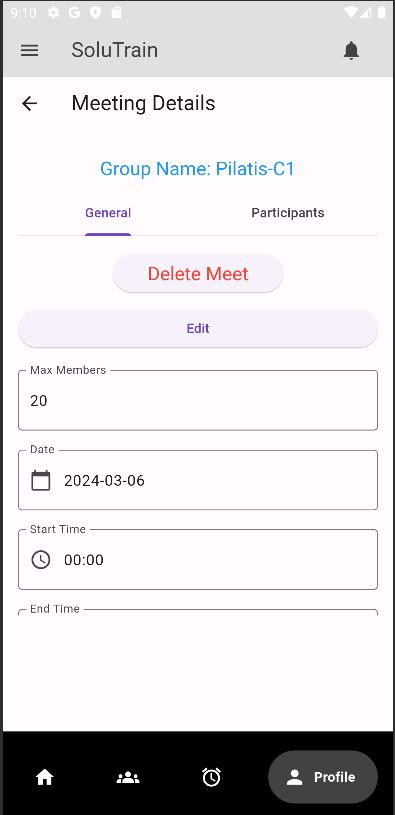 9:10
SoluTrain
Meeting Details
Group Name: Pilatis-C1
General Participants
Delete Meet
Edit
Max Members
20
Date
2024-03-06
Start Time
00:00
End Time
Profile